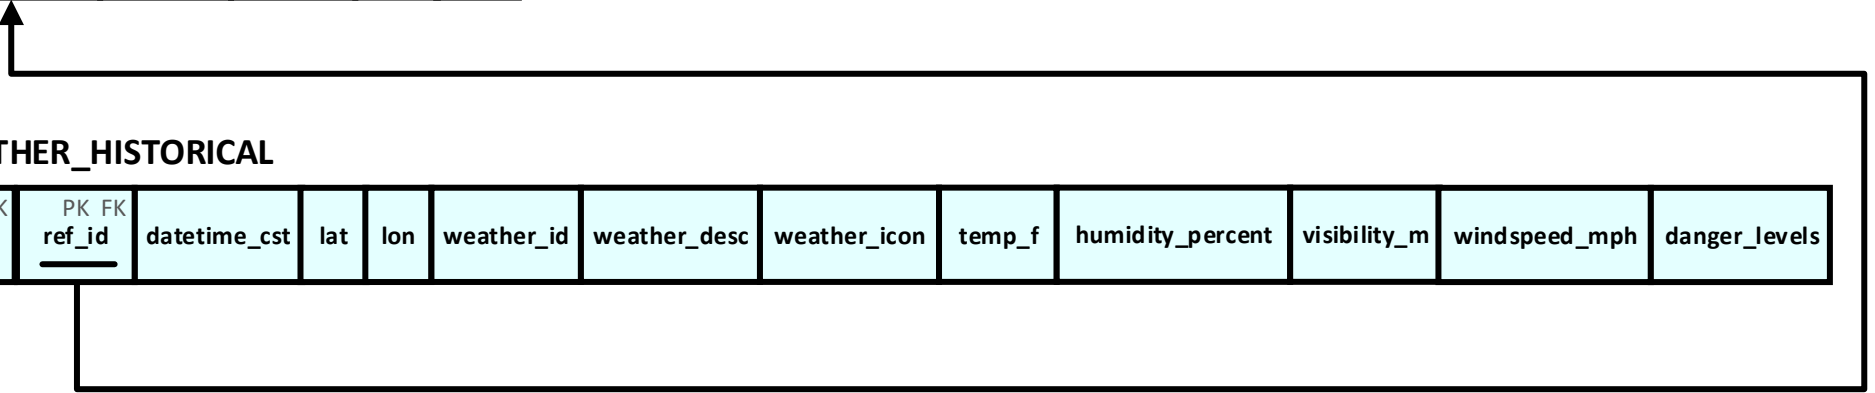 THER_HISTORICAL
K
PK FK
ref_id
datetime_cst
lat
lon
weather_id
weather_desc
weather_icon
temp_f
humidity_percent
visibility_m
windspeed_mph
danger_levels